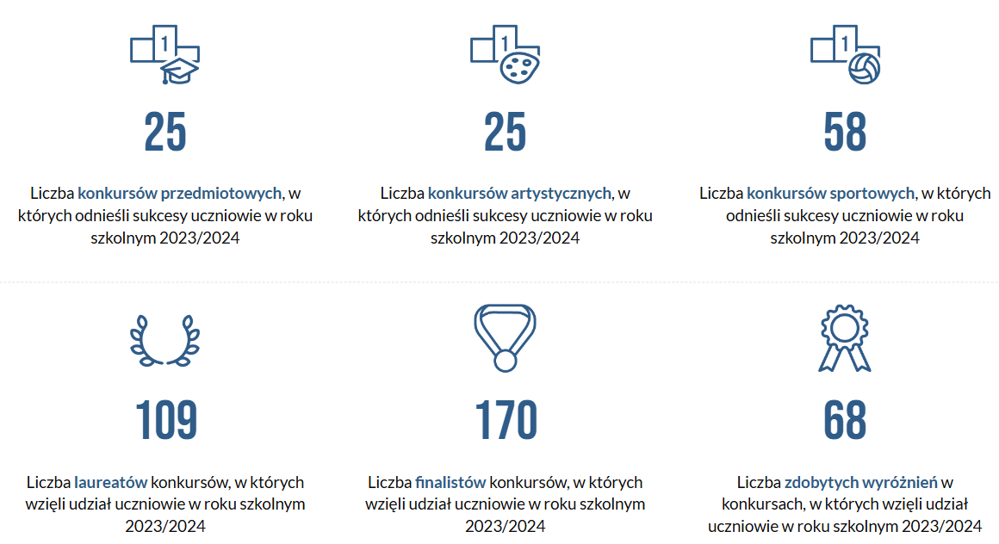 1
25
Liczba konkursów przedmiotowych, w
których odnieśli sukcesy uczniowie w roku
szkolnym 2023/2024
1
25
Liczba konkursów artystycznych, w
których odnieśli sukcesy uczniowie w roku
szkolnym 2023/2024
1
58
Liczba konkursów sportowych, w których
odnieśli sukcesy uczniowie w roku
szkolnym 2023/2024
109
Liczba laureatów konkursów, w których
wzięli udział uczniowie w roku szkolnym
2023/2024
170
Liczba finalistów konkursów, w których
wzięli udział uczniowie w roku szkolnym
2023/2024
68
Liczba zdobytych wyróżnień w
konkursach, w których wzięli udział
uczniowie w roku szkolnym 2023/2024